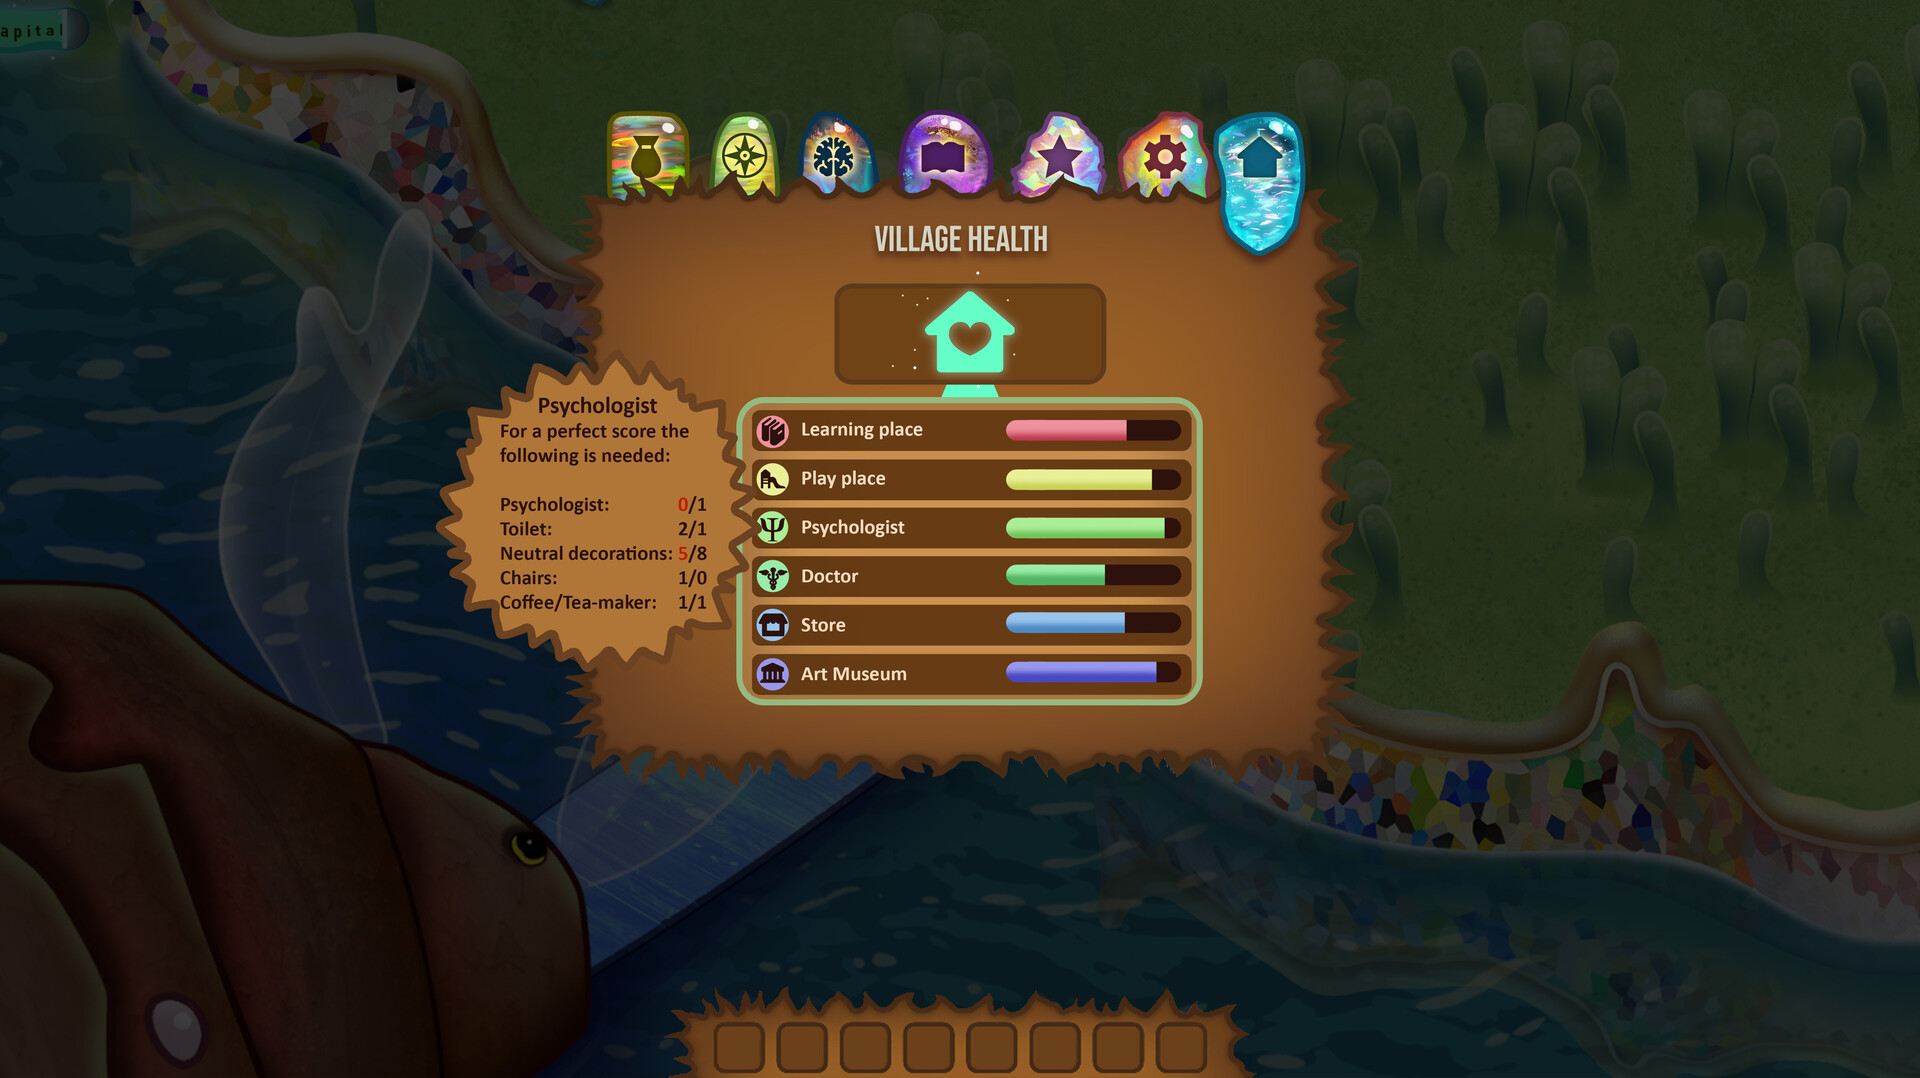 apital
VILLAGE HEALTH
Psychologist
For a perfect score the
following is needed:
Psychologist: 0/1
Toilet: 2/1
Neutral decorations: 5/8
Chairs: 1/0
Coffee/Tea-maker: 1/1
Learning place
Play place
Psychologist
Doctor
Store
Art Museum